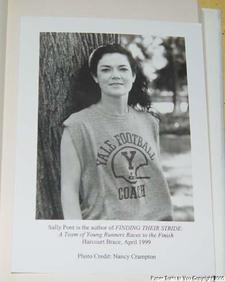 YALE FOOTBALL
Y
COACH
Sally Pont is the author of FINDING THEIR STRIDE:
A Team of Young Runners Races to the Finish
Harcourt Brace, April 1999
Photo Credit: Nancy Crampton